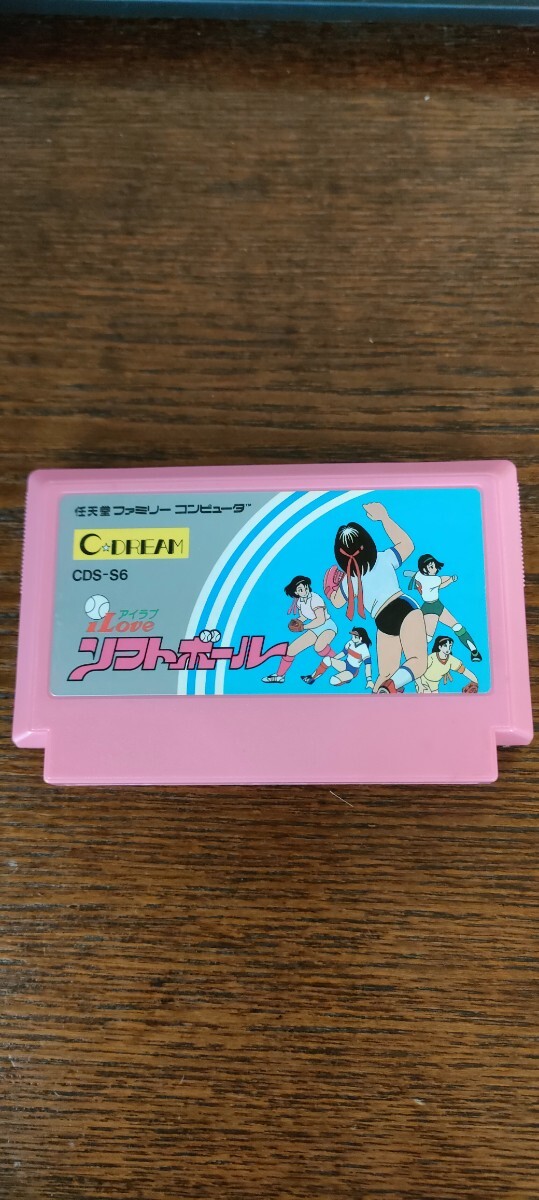 任天堂ファミリー コンピュータ™
C☆DREAM
CDS-S6
アイラブ
iLove
ソフトボール